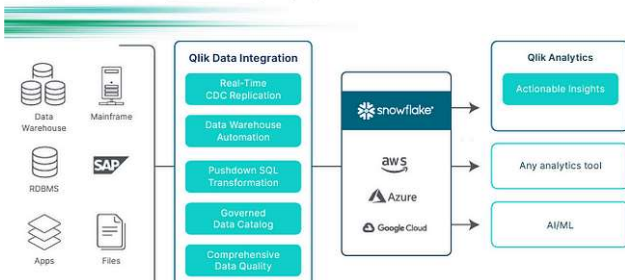 Data
Warehouse
Mainframe
RDBMS
SAP
Apps
Files
Qlik Data Integration
Real-Time
CDC Replication
Data Warehouse
Automation
Pushdown SQL
Transformation
Governed
Data Catalog
Comprehensive
Data Quality
snowflake®
aws
Azure
Google Cloud
Qlik Analytics
Actionable Insights
Any analytics tool
AI/ML